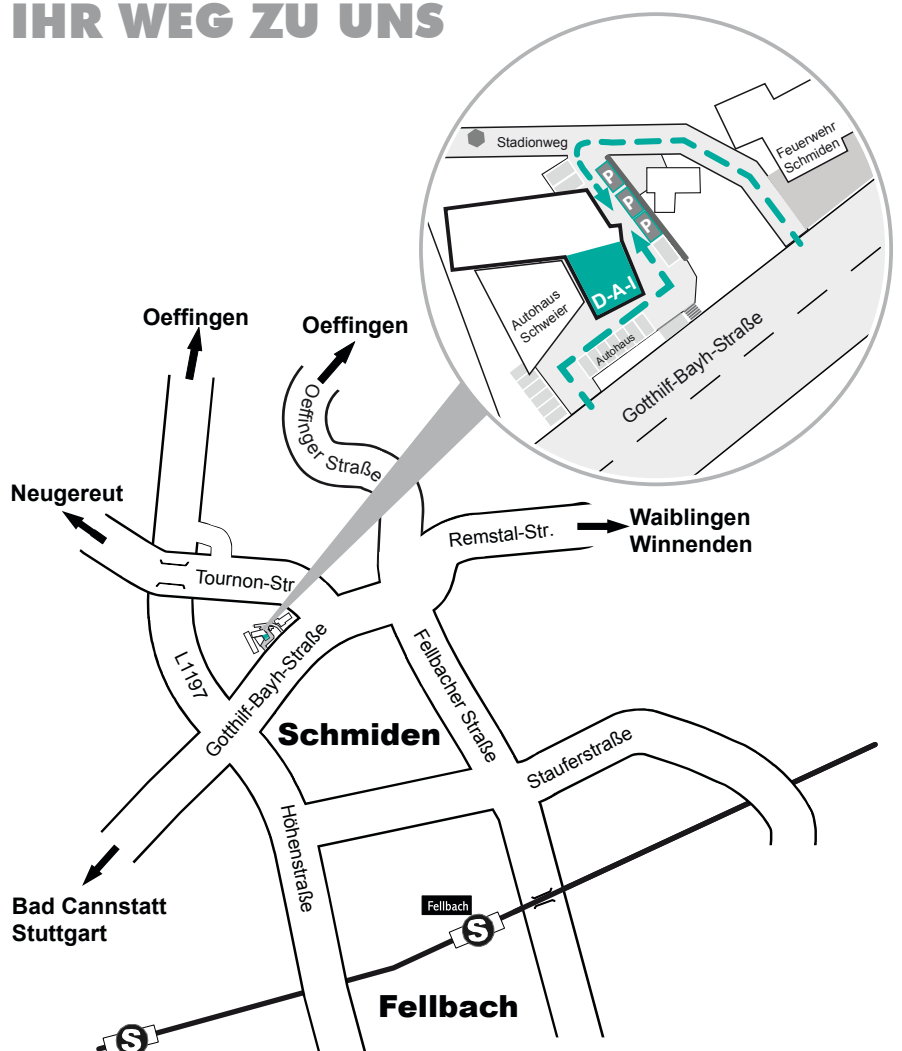 IHR WEG ZU UNS
Stadionweg
Feuerwehr
Schmiden
P
P
P
D-A-I
Autohaus
Schweier
Autohaus
Gotthilf-Bayh-Straße
Oeffingen
Oeffingen
Oeffinger Straße
Neugereut
Remstal-Str.
Waiblingen
Winnenden
Tournon-Str.
L1197
Gotthilf-Bayh-Straße
Fellbacher Straße
Schmiden
Stauferstraße
Höhenstraße
Bad Cannstatt
Stuttgart
Fellbach
S
Fellbach
S